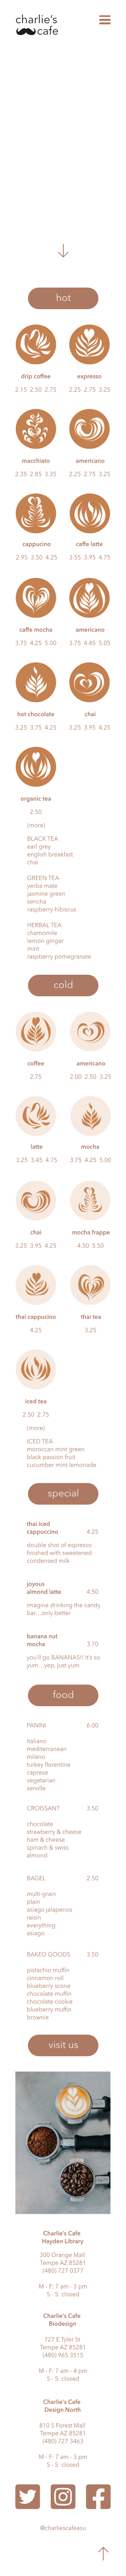 charlie's
cafe
hot
drip coffee
2.15 2.50 2.75
expresso
2.25 2.75 3.25
macchiato
2.35 2.85 3.35
americano
2.25 2.75 3.25
cappucino
2.95 3.50 4.25
caffe latte
3.55 3.95 4.75
caffe mocha
3.75 4.25 5.00
americano
3.75 4.45 5.05
hot chocolate
3.25 3.75 4.25
chai
3.25 3.95 4.25
organic tea
2.50
(more)
BLACK TEA
earl grey
english breakfast
chai
GREEN TEA
yerba mate
jasmine green
sencha
raspberry hibiscus
HERBAL TEA
chamomile
lemon ginger
mint
raspberry pomegranate
cold
coffee
2.75
americano
2.00 2.50 3.25
latte
3.25 3.45 4.75
mocha
3.75 4.25 5.00
chai
3.25 3.95 4.25
mocha frappe
4.50 5.50
thai cappucino
4.25
thai tea
3.25
iced tea
2.50 2.75
(more)
ICED TEA
moroccan mint green
black passion fruit
cucumber mint lemonade
special
thai iced
cappuccino 4.25
double shot of espresso
finished with sweetened
condensed milk
joyous
almond latte 4.50
imagine drinking the candy
bar…only better
banana nut
mocha 3.70
you'll go BANANAS!! It's so
yum…yep, just yum
food
PANINI 6.00
italiano
mediterranean
milano
turkey florentine
caprese
vegetarian
serville
CROISSANT 3.50
chocolate
strawberry & cheese
ham & cheese
spinach & swiss
almond
BAGEL 2.50
multi-grain
plain
asiago jalapenos
raisin
everything
asiago
BAKED GOODS 3.50
pistachio muffin
cinnamon roll
blueberry scone
chocolate muffin
chocolate cookie
blueberry muffin
brownie
visit us
Charlie's Cafe
Hayden Library
300 Orange Mall
Tempe AZ 85281
(480) 727 0377
M - F: 7 am - 3 pm
S - S: closed
Charlie's Cafe
Biodesign
727 E Tyler St
Tempe AZ 85281
(480) 965 3515
M - F: 7 am - 4 pm
S - S: closed
Charlie's Cafe
Design North
810 S Forest Mall
Tempe AZ 85281
(480) 727 3463
M - F: 7 am - 3 pm
S - S: closed
@charliescafeasu